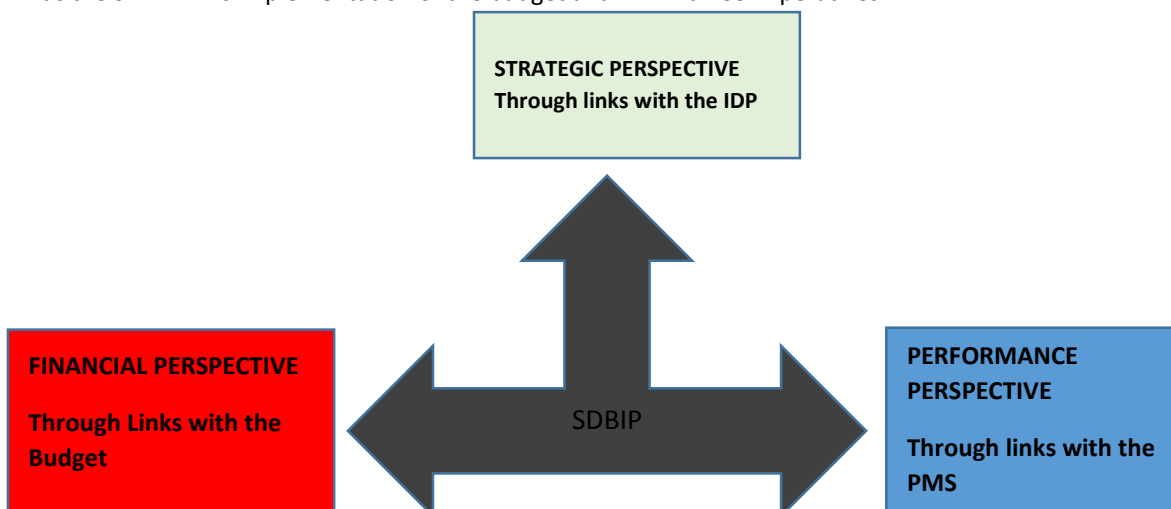 STRATEGIC PERSPECTIVE
Through links with the IDP
FINANCIAL PERSPECTIVE
Through Links with the
Budget
SDBIP
PERFORMANCE
PERSPECTIVE
Through links with the
PMS